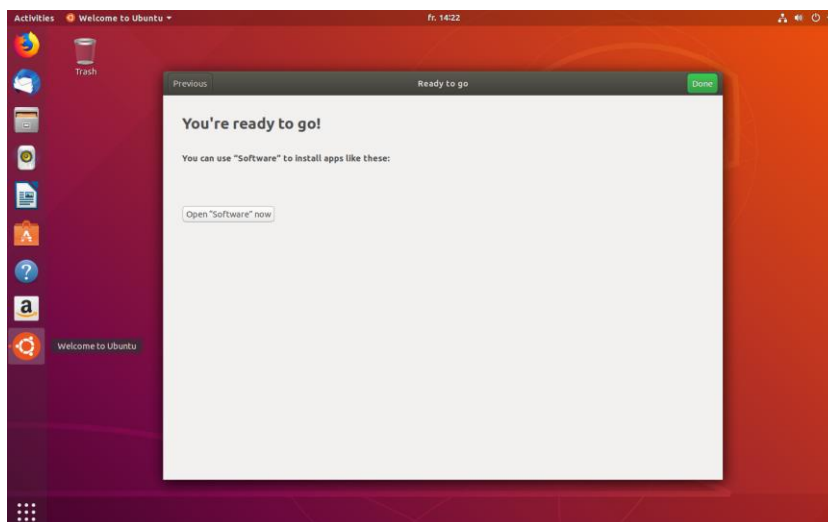 Activities Welcome to Ubuntu fr. 14:22
Trash
Previous Ready to go Done
You're ready to go!
You can use "Software" to install apps like these:
Open "Software" now
A
?
a
Welcome to Ubuntu